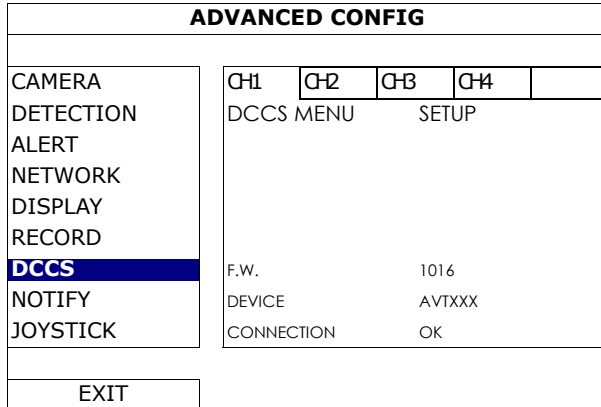 ADVANCED CONFIG
CAMERA
DETECTION
ALERT
NETWORK
DISPLAY
RECORD
DCCS
NOTIFY
JOYSTICK
EXIT
CH1 CH2 CH3 CH4
DCCS MENU SETUP
F.W. 1016
DEVICE AVTXXX
CONNECTION OK